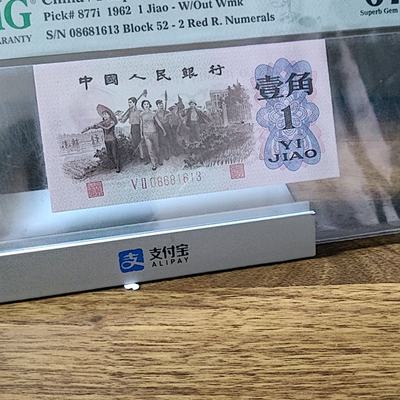 Pick# 877i 1962 1 Jiao - W/Out Wmk
WARRANTY
S/N 08681613 Block 52 - 2 Red R. Numerals
Superb Gem
中國人民銀行
壹角
1
YI
JIAO
VII 08681613
支付宝
ALIPAY